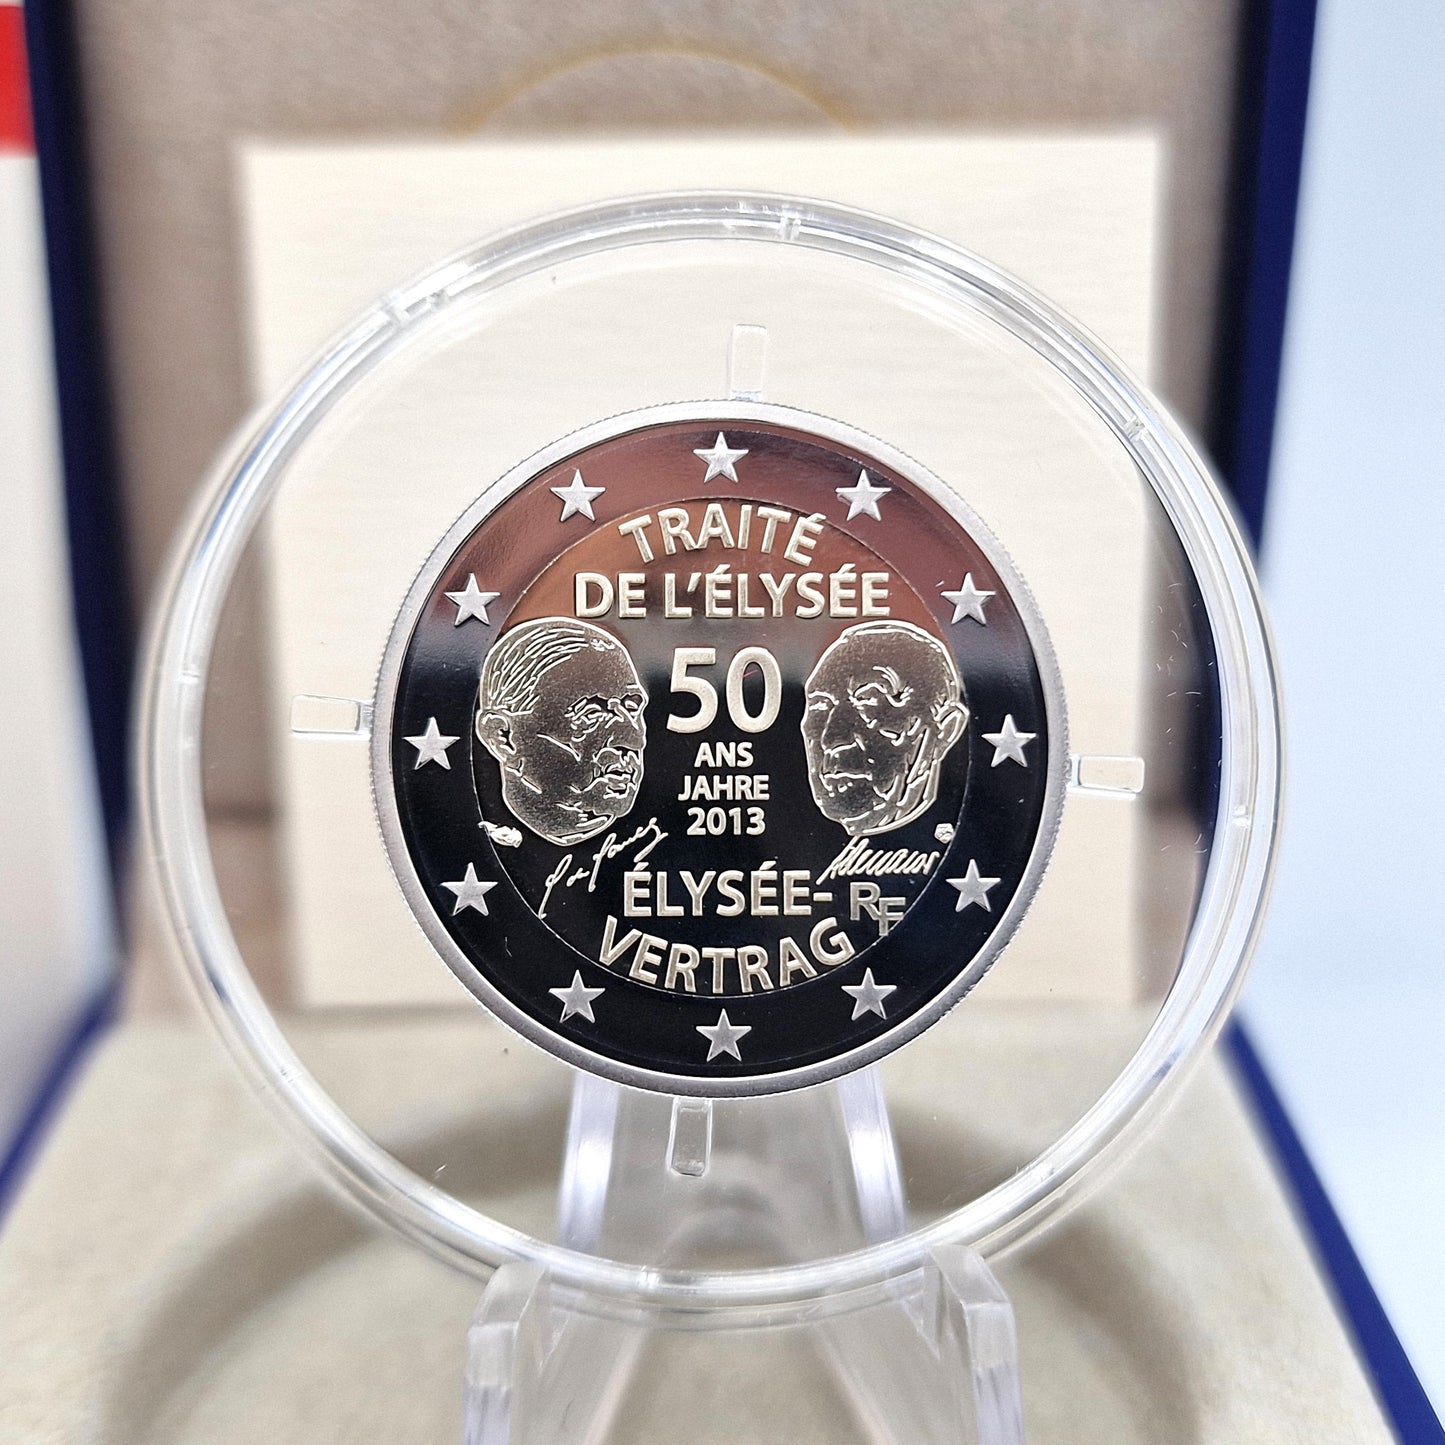 TRAITÉ
DE L'ÉLYSÉE
50
ANS
JAHRE
2013
ÉLYSÉE-
VERTRAG
RF